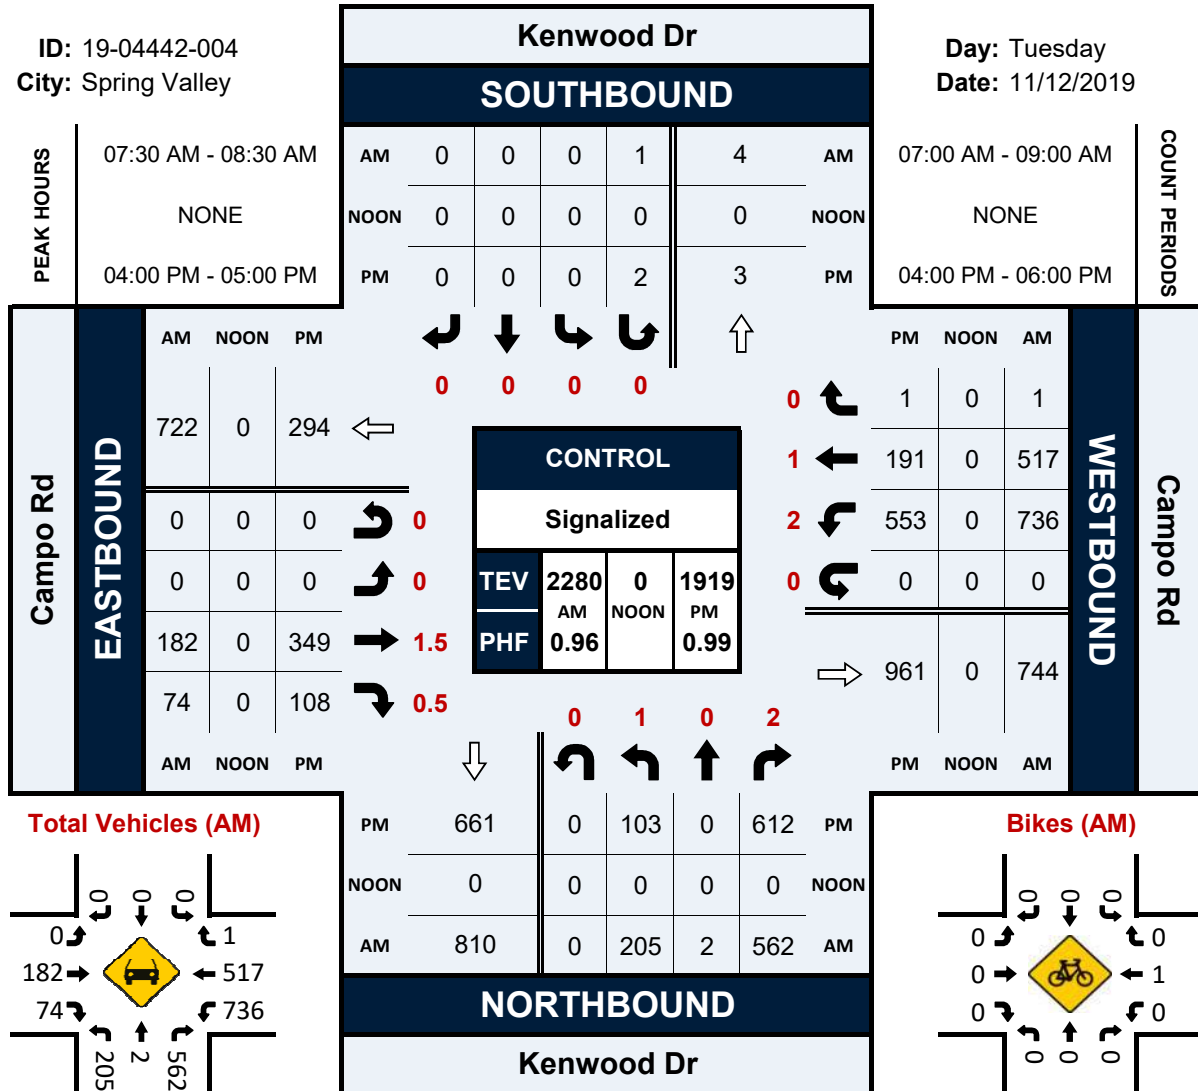 ID: 19-04442-004
City: Spring Valley
Kenwood Dr
SOUTHBOUND
Day: Tuesday
Date: 11/12/2019
PEAK HOURS
07:30 AM - 08:30 AM
NONE
04:00 PM - 05:00 PM
AM 0 0 0 1 4 AM
NOON 0 0 0 0 0 NOON
PM 0 0 0 2 3 PM
07:00 AM - 09:00 AM
NONE
04:00 PM - 06:00 PM
COUNT PERIODS
0 0 0 0
Campo Rd
EASTBOUND
AM NOON PM
722 0 294
0 0 0 0
0 0 0 0
182 0 349 1.5
74 0 108 0.5
AM NOON PM
CONTROL
Signalized
TEV 2280 0 1919
AM NOON PM
PHF 0.96 0.99
PM NOON AM
0 1 0 1
1 191 0 517
2 553 0 736
0 0 0 0
961 0 744
PM NOON AM
WESTBOUND
Campo Rd
0 1 0 2
PM 661 0 103 0 612 PM
NOON 0 0 0 0 0 NOON
AM 810 0 205 2 562 AM
NORTHBOUND
Kenwood Dr
Total Vehicles (AM)
0 0 0
0 1
182 517
74 736
205 2 562
Bikes (AM)
0 0 0
0 0
0 1
0 0
0 0 0